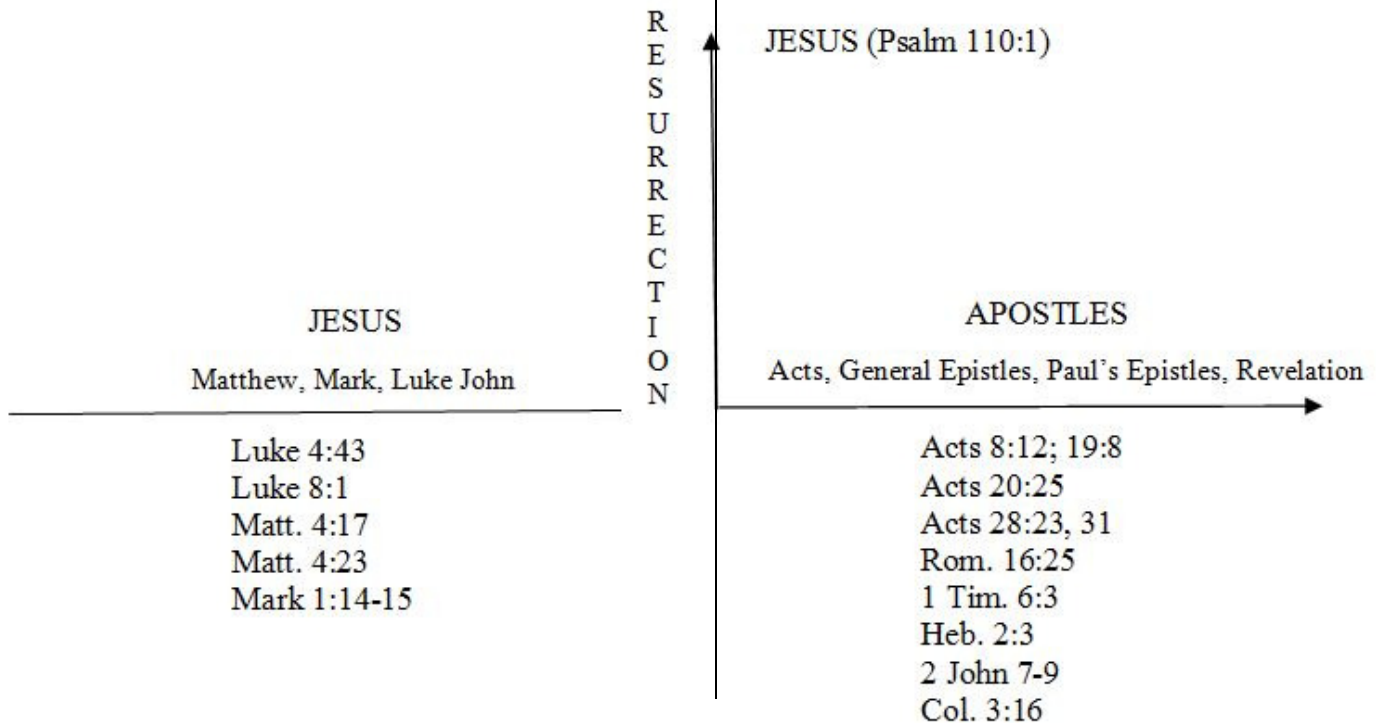 JESUS
Matthew, Mark, Luke John
Luke 4:43
Luke 8:1
Matt. 4:17
Matt. 4:23
Mark 1:14-15
RESURRECTION
JESUS (Psalm 110:1)
APOSTLES
Acts, General Epistles, Paul’s Epistles, Revelation
Acts 8:12; 19:8
Acts 20:25
Acts 28:23, 31
Rom. 16:25
1 Tim. 6:3
Heb. 2:3
2 John 7-9
Col. 3:16